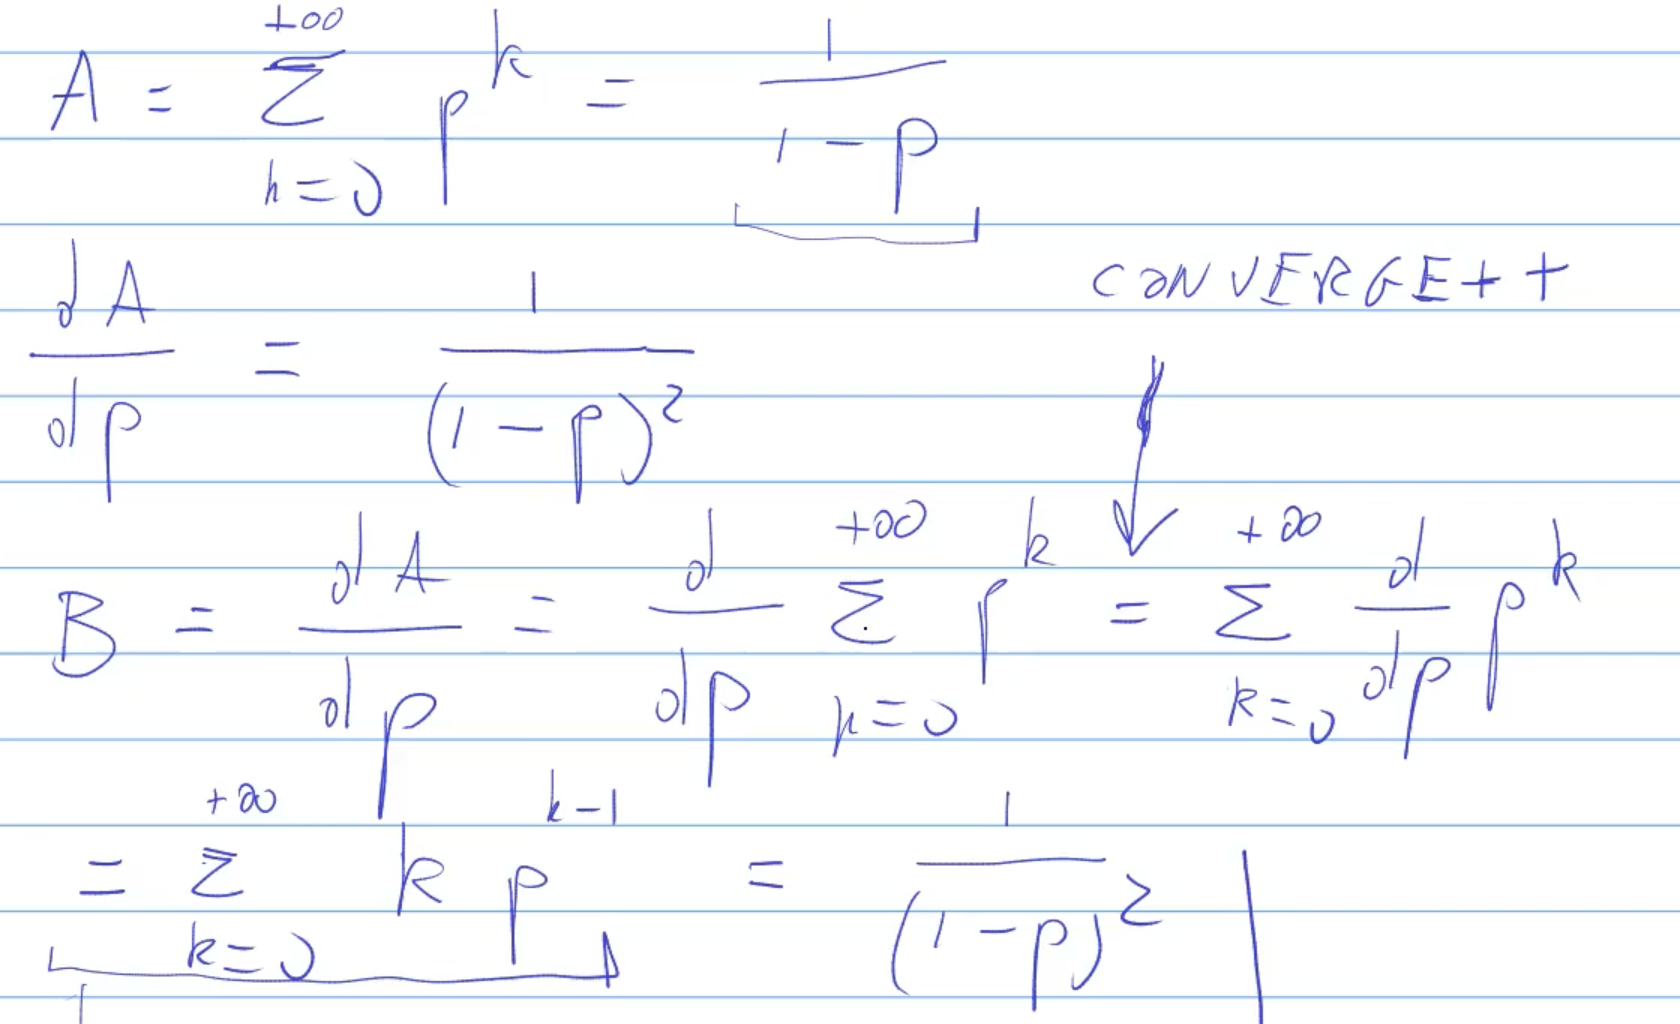 A = \sum_{k=0}^{+\infty} p^k = \frac{1}{1-p}
CONVERGE++
\frac{dA}{dp} = \frac{1}{(1-p)^2}
B = \frac{dA}{dp} = \frac{d}{dp} \sum_{k=0}^{+\infty} p^k = \sum_{k=0}^{+\infty} \frac{d}{dp} p^k
= \sum_{k=0}^{+\infty} k p^{k-1} = \frac{1}{(1-p)^2}